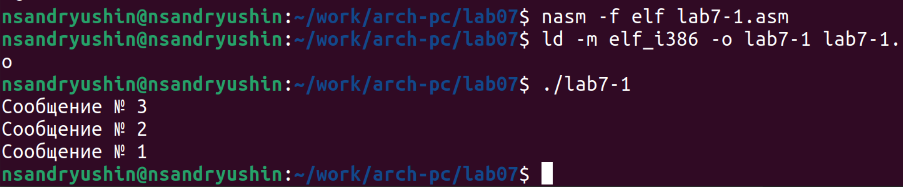 nsandryushin@nsandryushin:~/work/arch-pc/lab07$ nasm -f elf lab7-1.asm
nsandryushin@nsandryushin:~/work/arch-pc/lab07$ ld -m elf_i386 -o lab7-1 lab7-1.
o
nsandryushin@nsandryushin:~/work/arch-pc/lab07$ ./lab7-1
Сообщение № 3
Сообщение № 2
Сообщение № 1
nsandryushin@nsandryushin:~/work/arch-pc/lab07$